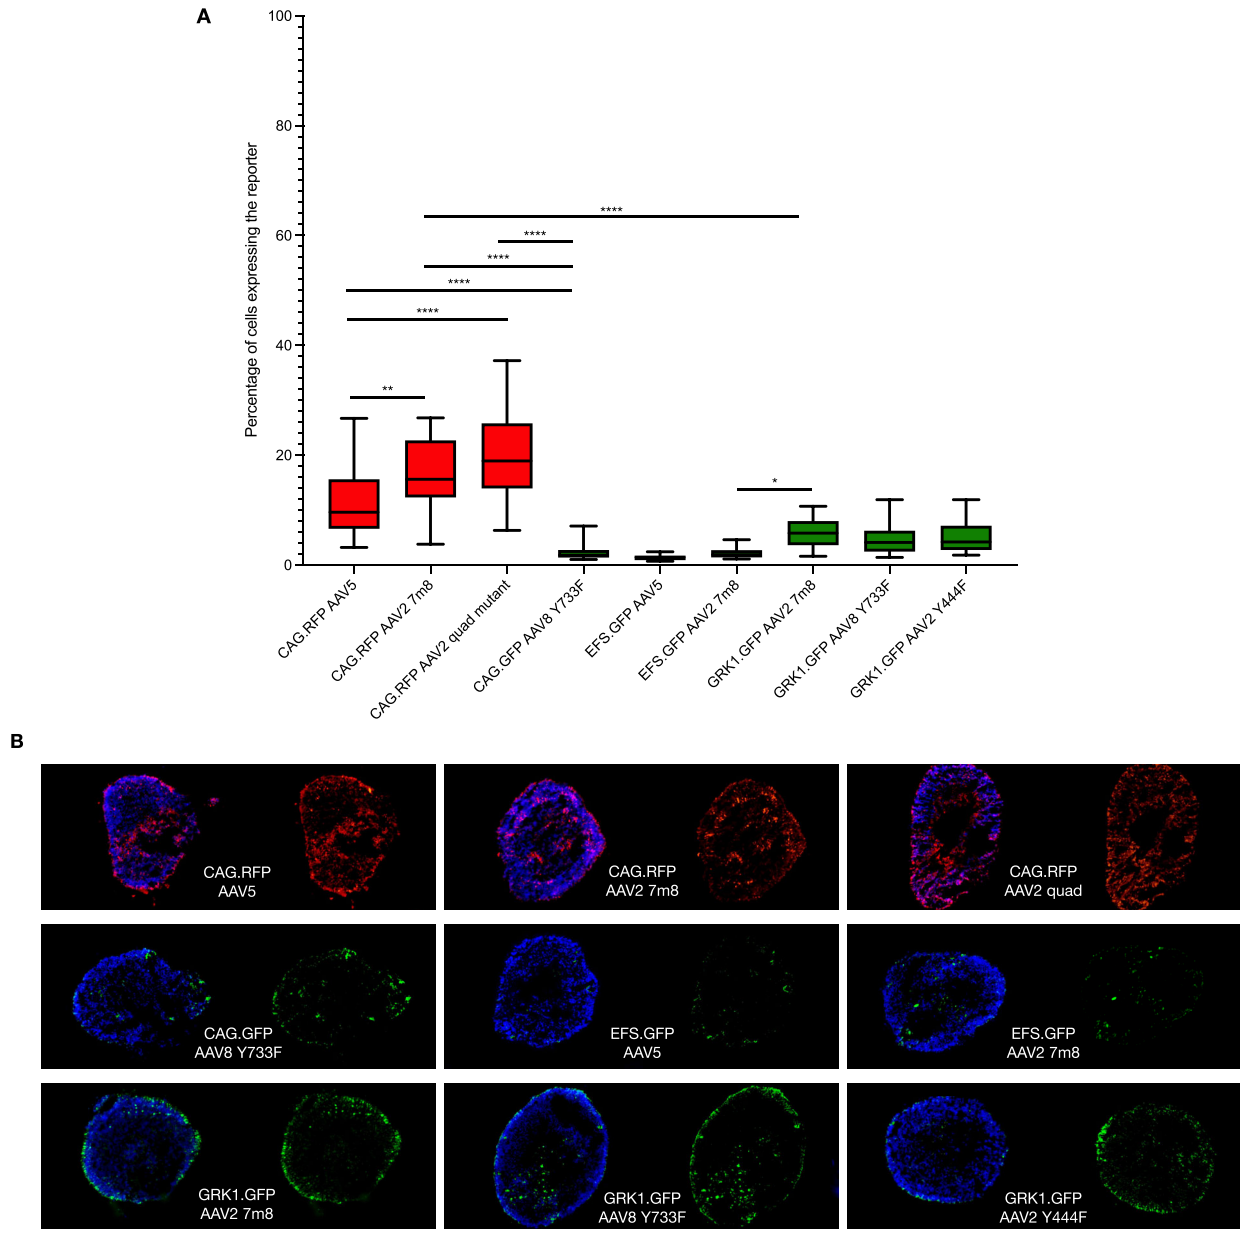 A
Percentage of cells expressing the reporter
100
80
60
40
20
0
****
****
****
****
****
**
*
CAG.RFP AAV5
CAG.RFP AAV2 7m8
CAG.RFP AAV2 quad mutant
CAG.GFP AAV8 Y733F
EFS.GFP AAV5
EFS.GFP AAV2 7m8
GRK1.GFP AAV2 7m8
GRK1.GFP AAV8 Y733F
GRK1.GFP AAV2 Y444F
B
CAG.RFP
AAV5
CAG.RFP
AAV2 7m8
CAG.RFP
AAV2 quad
CAG.GFP
AAV8 Y733F
EFS.GFP
AAV5
EFS.GFP
AAV2 7m8
GRK1.GFP
AAV2 7m8
GRK1.GFP
AAV8 Y733F
GRK1.GFP
AAV2 Y444F